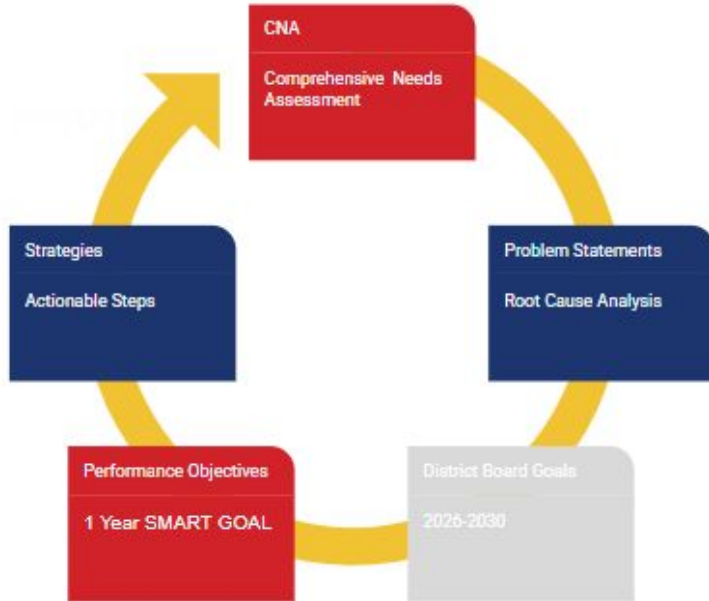 CNA
Comprehensive Needs
Assessment
Strategies
Actionable Steps
Problem Statements
Root Cause Analysis
Performance Objectives
1 Year SMART GOAL
District Board Goals
2026-2030